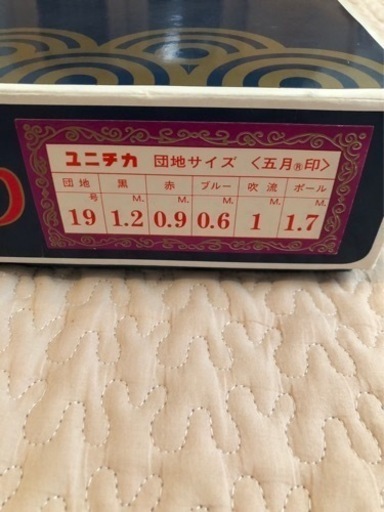 ユニチカ 団地サイズ 〈五月㊊印〉
団地 黒 赤 ブルー 吹流 ポール
号 M. M. M. M. M.
19 1.2 0.9 0.6 1 1.7